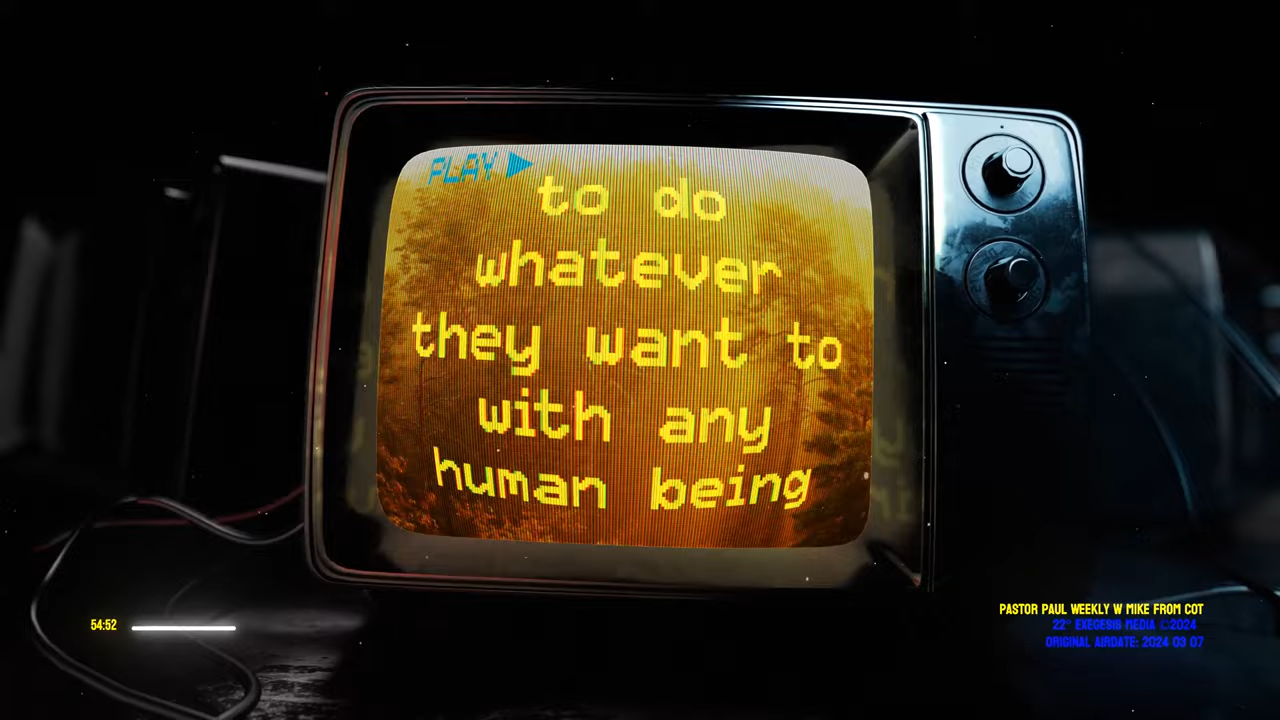 PLAY
to do
whatever
they want to
with any
human being
54:52
PASTOR PAUL WEEKLY W MIKE FROM COT
22° EXEGESIS MEDIA ©2024
ORIGINAL AIRDATE: 2024 03 07